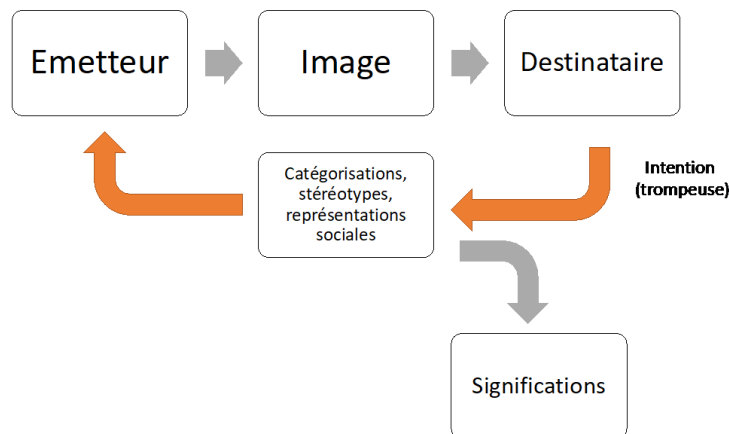 Emetteur
Image
Destinataire
Catégorisations,
stéréotypes,
représentations
sociales
Intention
(trompeuse)
Significations